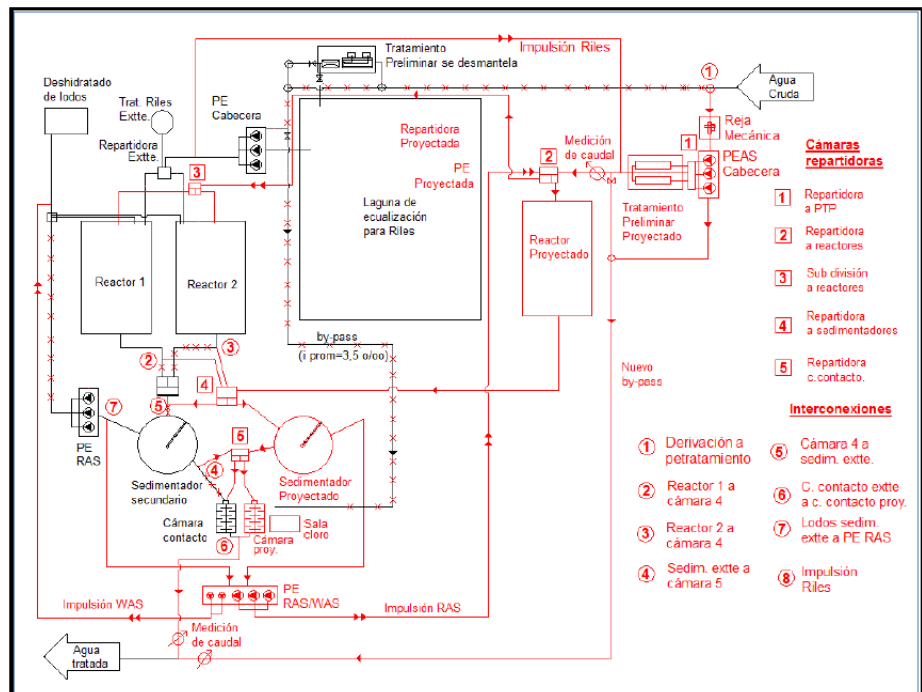 Impulsión Riles
Tratamiento
Preliminar se desmantela
Deshidratado
de lodos
Trat. Riles
Extte.
PE
Cabecera
Repartidora
Extte.
1
Agua
Cruda
Reja
Mecánica
1
PEAS
Cabecera
Repartidora
Proyectada
PE
Proyectada
Medición
de caudal
2
3
Laguna de
ecualización
para Riles
Tratamiento
Preliminar
Proyectado
Reactor
Proyectado
Reactor 1
Reactor 2
Cámaras
repartidoras
1
Repartidora
a PTP
2
Repartidora
a reactores
3
Sub división
a reactores
4
Repartidora
a sedimentadores
5
Repartidora
c.contacto.
by-pass
(i prom=3,5 o/oo)
Nuevo
by-pass
2
3
4
5
7
PE
RAS
5
4
Sedimentador
secundario
Sedimentador
Proyectado
Cámara
contacto
Sala
cloro
Cámara
proy.
6
PE
RAS/WAS
Impulsión WAS
Impulsión RAS
Medición
de caudal
Agua
tratada
Interconexiones
1
Derivación a
petratamiento
2
Reactor 1 a
cámara 4
3
Reactor 2 a
cámara 4
4
Sedim. extte a
cámara 5
5
Cámara 4 a
sedim. extte.
6
C. contacto extte
a c. contacto proy.
7
Lodos sedim.
extte a PE RAS
8
Impulsión
Riles